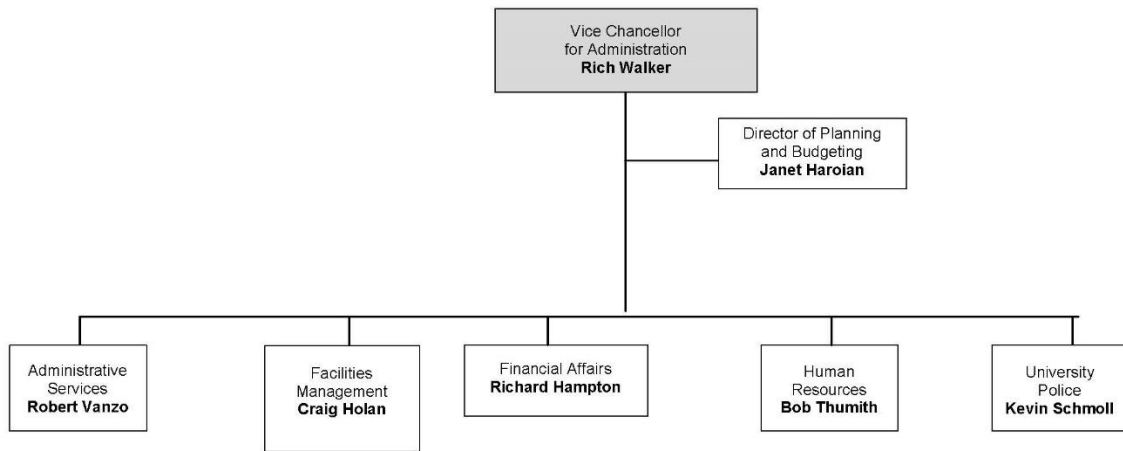 Vice Chancellor
for Administration
Rich Walker
Director of Planning
and Budgeting
Janet Haroian
Administrative
Services
Robert Vanzo
Facilities
Management
Craig Holan
Financial Affairs
Richard Hampton
Human
Resources
Bob Thumith
University
Police
Kevin Schmoll